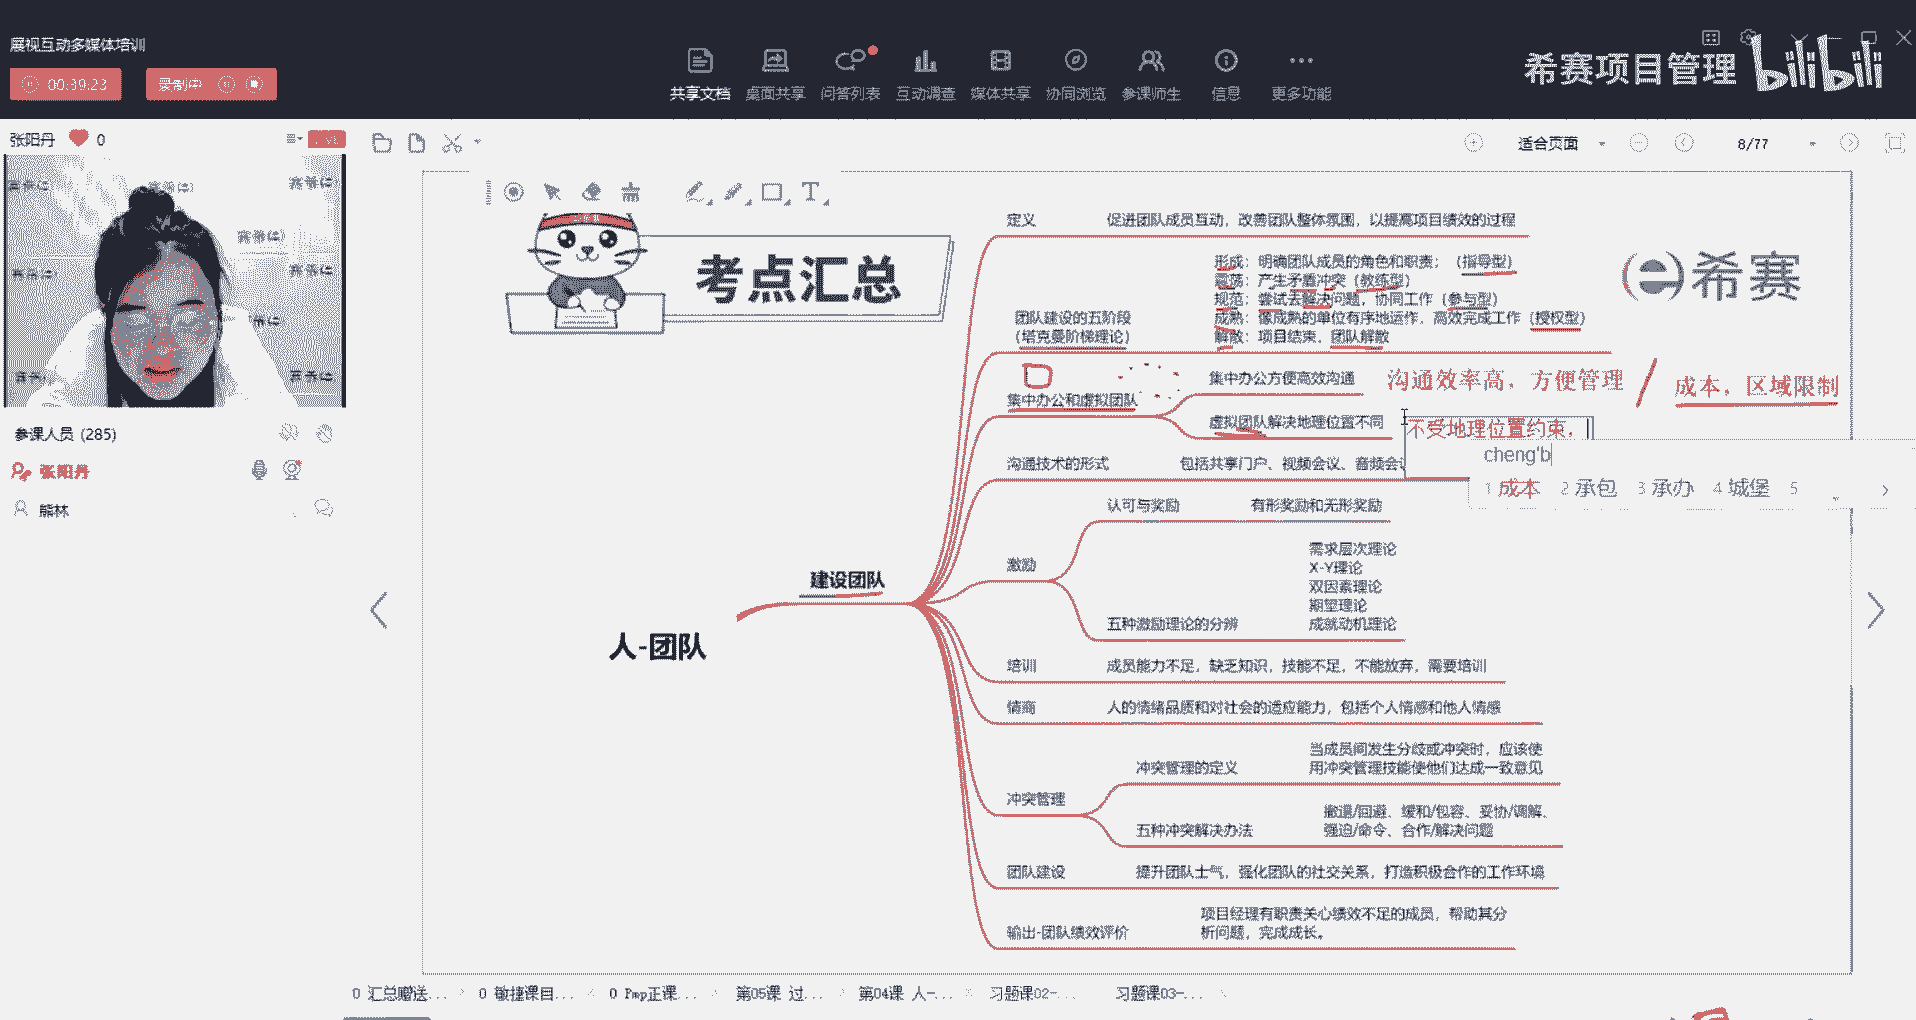 展视互动多媒体培训
00:39:23
录制中
共享文档
桌面共享
问答列表
互动调查
媒体共享
协同浏览
参课师生
信息
更多功能
希赛项目管理
bilibili
张阳丹
0
适合页面
8/77
参课人员 (285)
张阳丹
熊林
T
考点汇总
希赛
定义
促进团队成员互动，改善团队整体氛围，以提高项目绩效的过程
团队建设的五阶段
（塔克曼阶梯理论）
形成：明确团队成员的角色和职责；（指导型）
震荡：产生矛盾冲突（教练型）
规范：尝试去解决问题，协同工作（参与型）
成熟：像成熟的单位有序地运作，高效完成工作（授权型）
解散：项目结束，团队解散
集中办公和虚拟团队
集中办公方便高效沟通
沟通效率高，方便管理
成本，区域限制
虚拟团队解决地理位置不同
不受地理位置约束，
cheng'b
1 成本 2 承包 3 承办 4 城堡 5
沟通技术的形式
包括共享门户、视频会议、音频会议
激励
认可与奖励
有形奖励和无形奖励
五种激励理论的分辨
需求层次理论
X-Y理论
双因素理论
期望理论
成就动机理论
建设团队
人-团队
培训
成员能力不足，缺乏知识，技能不足，不能放弃，需要培训
情商
人的情绪品质和对社会的适应能力，包括个人情感和他人情感
冲突管理
冲突管理的定义
当成员间发生分歧或冲突时，应该使
用冲突管理技能使他们达成一致意见
五种冲突解决办法
撤退/回避、缓和/包容、妥协/调解、
强迫/命令、合作/解决问题
团队建设
提升团队士气，强化团队的社交关系，打造积极合作的工作环境
输出-团队绩效评价
项目经理有职责关心绩效不足的成员，帮助其分
析问题，完成成长。
0 汇总赠送...
0 敏捷课目...
0 Pmp正课...
第05课 过...
第04课 人-...
习题课02-...
习题课03-...